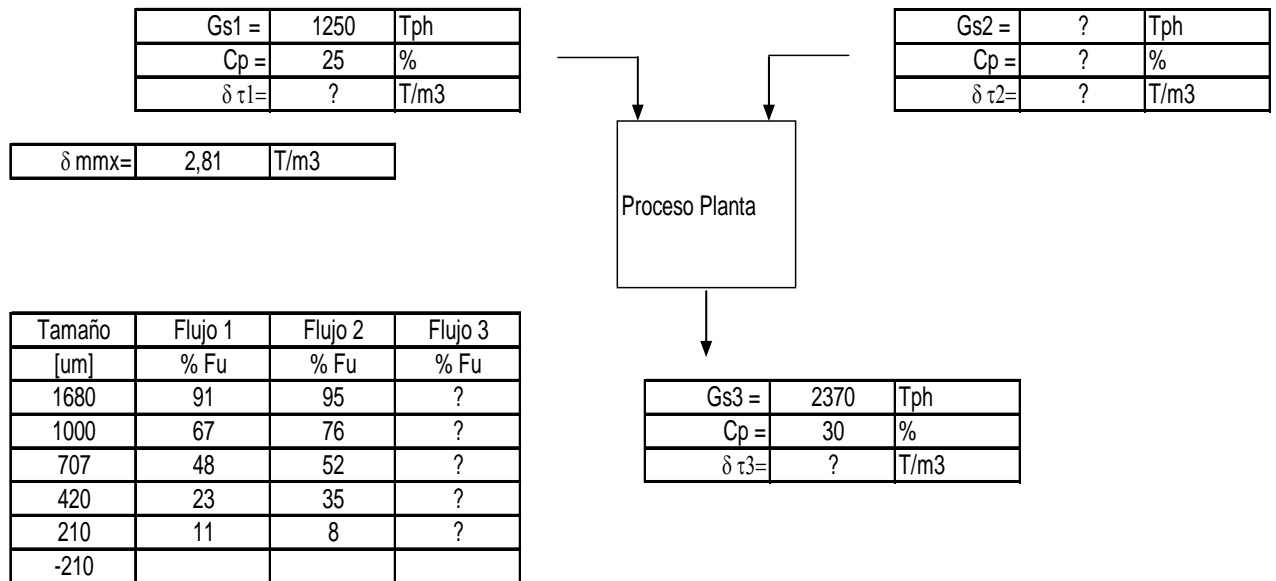 Gs1 = 1250 Tph
Cp = 25 %
δ τ1= ? T/m3
Gs2 = ? Tph
Cp = ? %
δ τ2= ? T/m3
δ mmx= 2,81 T/m3
Proceso Planta
Tamaño Flujo 1 Flujo 2 Flujo 3
[um] % Fu % Fu % Fu
1680 91 95 ?
1000 67 76 ?
707 48 52 ?
420 23 35 ?
210 11 8 ?
-210
Gs3 = 2370 Tph
Cp = 30 %
δ τ3= ? T/m3